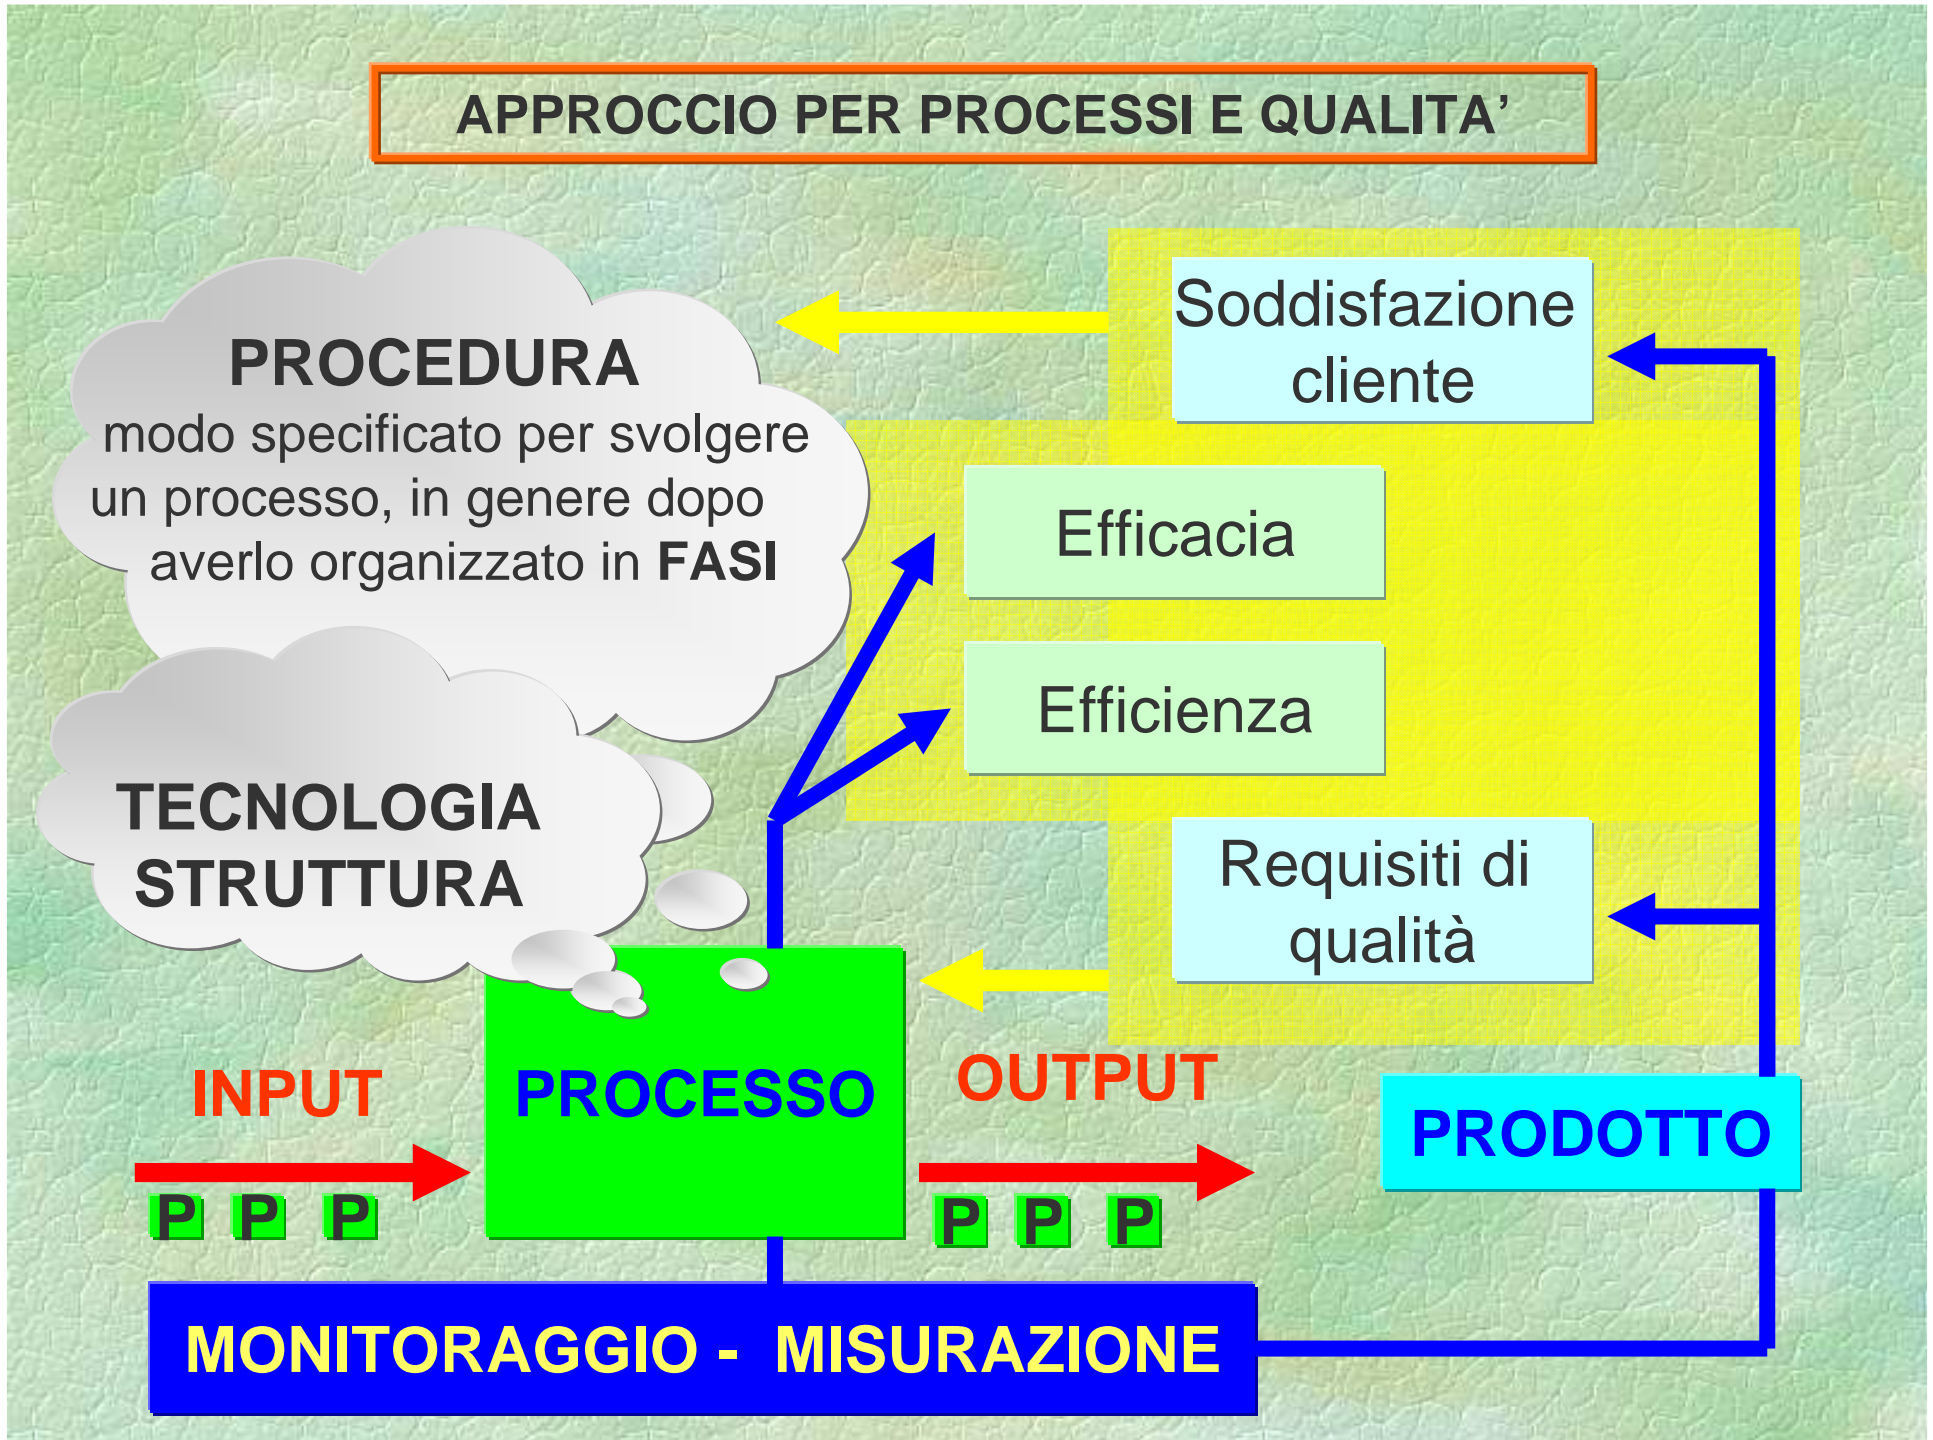 APPROCCIO PER PROCESSI E QUALITA’
PROCEDURA
modo specificato per svolgere
un processo, in genere dopo
averlo organizzato in FASI
Soddisfazione
cliente
Efficacia
Efficienza
TECNOLOGIA
STRUTTURA
Requisiti di
qualità
INPUT
PROCESSO
OUTPUT
PRODOTTO
P P P
P P P
MONITORAGGIO - MISURAZIONE